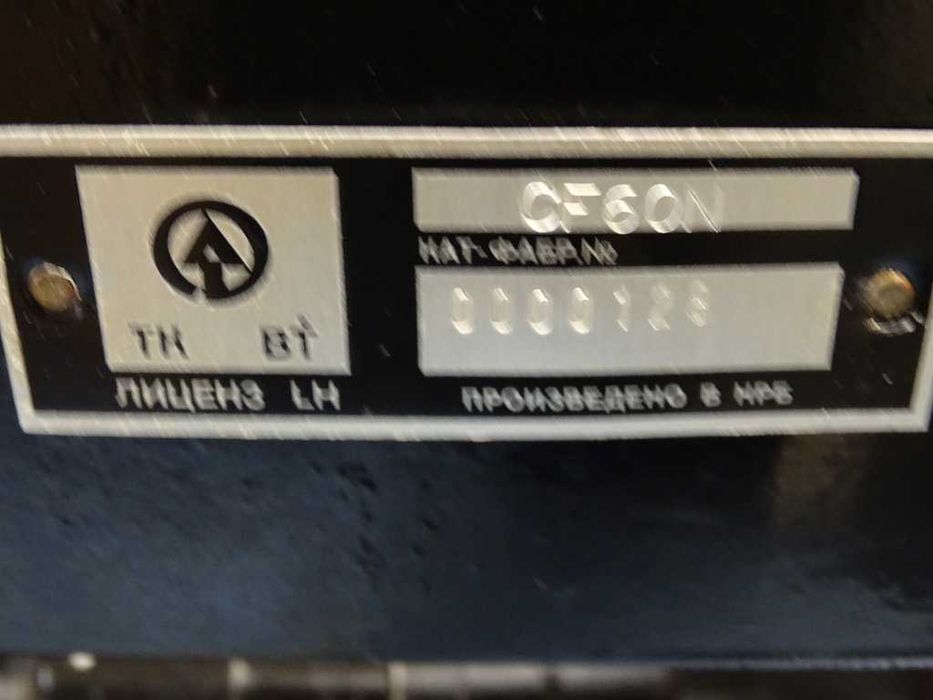 CF60N
КАТ. ФАБР. №
0000128
ТК ВТ
ЛИЦЕНЗ LH
ПРОИЗВЕДЕНО В НРБ